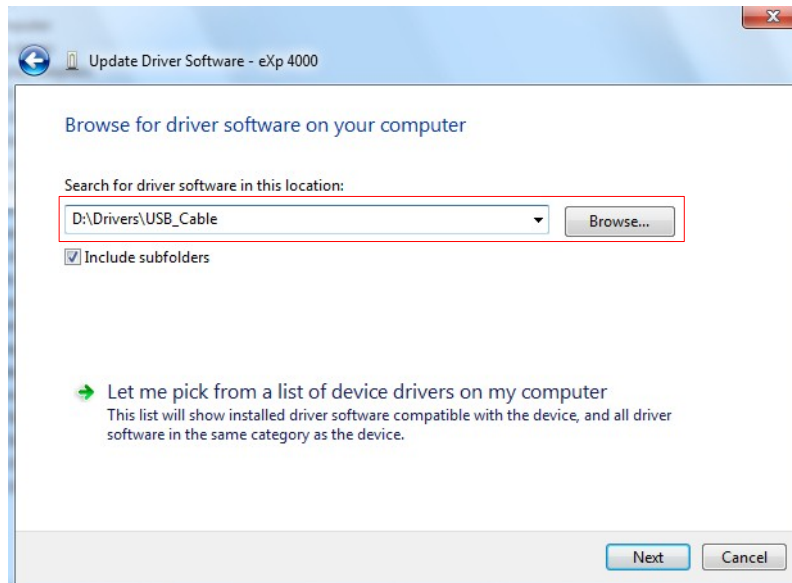 Update Driver Software - eXp 4000
Browse for driver software on your computer
Search for driver software in this location:
D:\Drivers\USB_Cable
Browse...
Include subfolders
Let me pick from a list of device drivers on my computer
This list will show installed driver software compatible with the device, and all driver
software in the same category as the device.
Next
Cancel